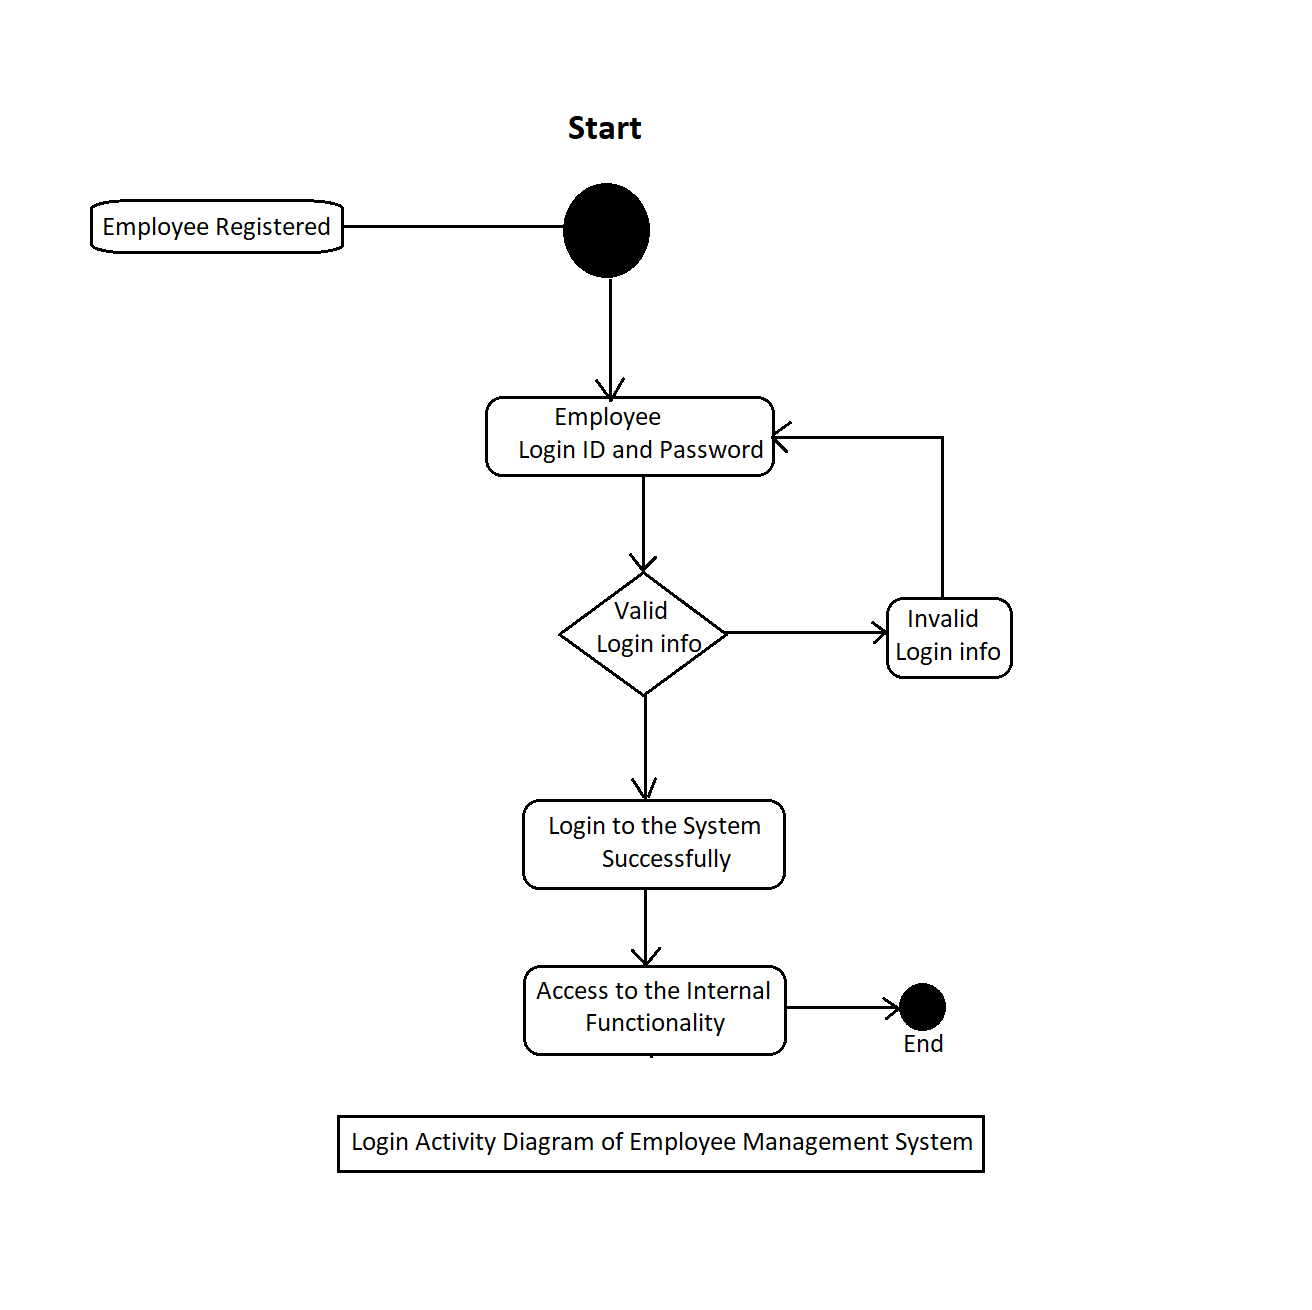 Start
Employee Registered
Employee
Login ID and Password
Valid
Login info
Invalid
Login info
Login to the System
Successfully
Access to the Internal
Functionality
End
Login Activity Diagram of Employee Management System